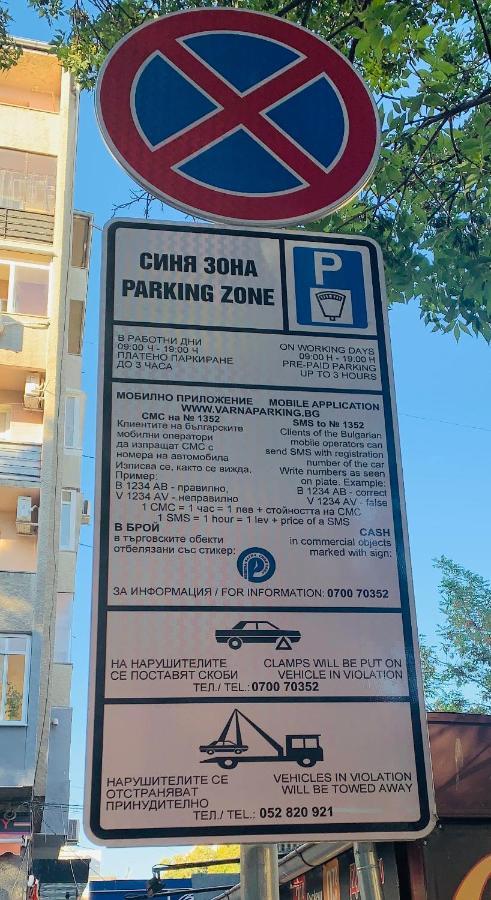 СИНЯ ЗОНА
PARKING ZONE
P
В РАБОТНИ ДНИ
09:00 Н - 19:00 Н
ПЛАТЕНО ПАРКИРАНЕ
ДО 3 ЧАСА
ON WORKING DAYS
09:00 H - 19:00 H
PRE-PAID PARKING
UP TO 3 HOURS
МОБИЛНО ПРИЛОЖЕНИЕ MOBILE APPLICATION
WWW.VARNAPARKING.BG
СМС на № 1352
Клиентите на българските
мобилни оператори
да изпращат СМС с
номера на автомобила
Изписва се, както се вижда.
Пример:
B 1234 AB - правилно,
V 1234 AV - неправилно
SMS to № 1352
Clients of the Bulgarian
mobile operators can
send SMS with registration
number of the car
Write numbers as seen
on plate. Example:
B 1234 AB - correct
V 1234 AV - false
1 СМС = 1 час = 1 лев + стойността на СМС
1 SMS = 1 hour = 1 lev + price of a SMS
В БРОЙ
в търговските обекти
отбелязани със стикер:
CASH
in commercial objects
marked with sign:
ЗА ИНФОРМАЦИЯ / FOR INFORMATION: 0700 70352
НА НАРУШИТЕЛИТЕ
СЕ ПОСТАВЯТ СКОБИ
CLAMPS WILL BE PUT ON
VEHICLE IN VIOLATION
ТЕЛ./ TEL.: 0700 70352
НАРУШИТЕЛИТЕ СЕ
ОТСТРАНЯВАТ
ПРИНУДИТЕЛНО
VEHICLES IN VIOLATION
WILL BE TOWED AWAY
ТЕЛ./ TEL.: 052 820 921